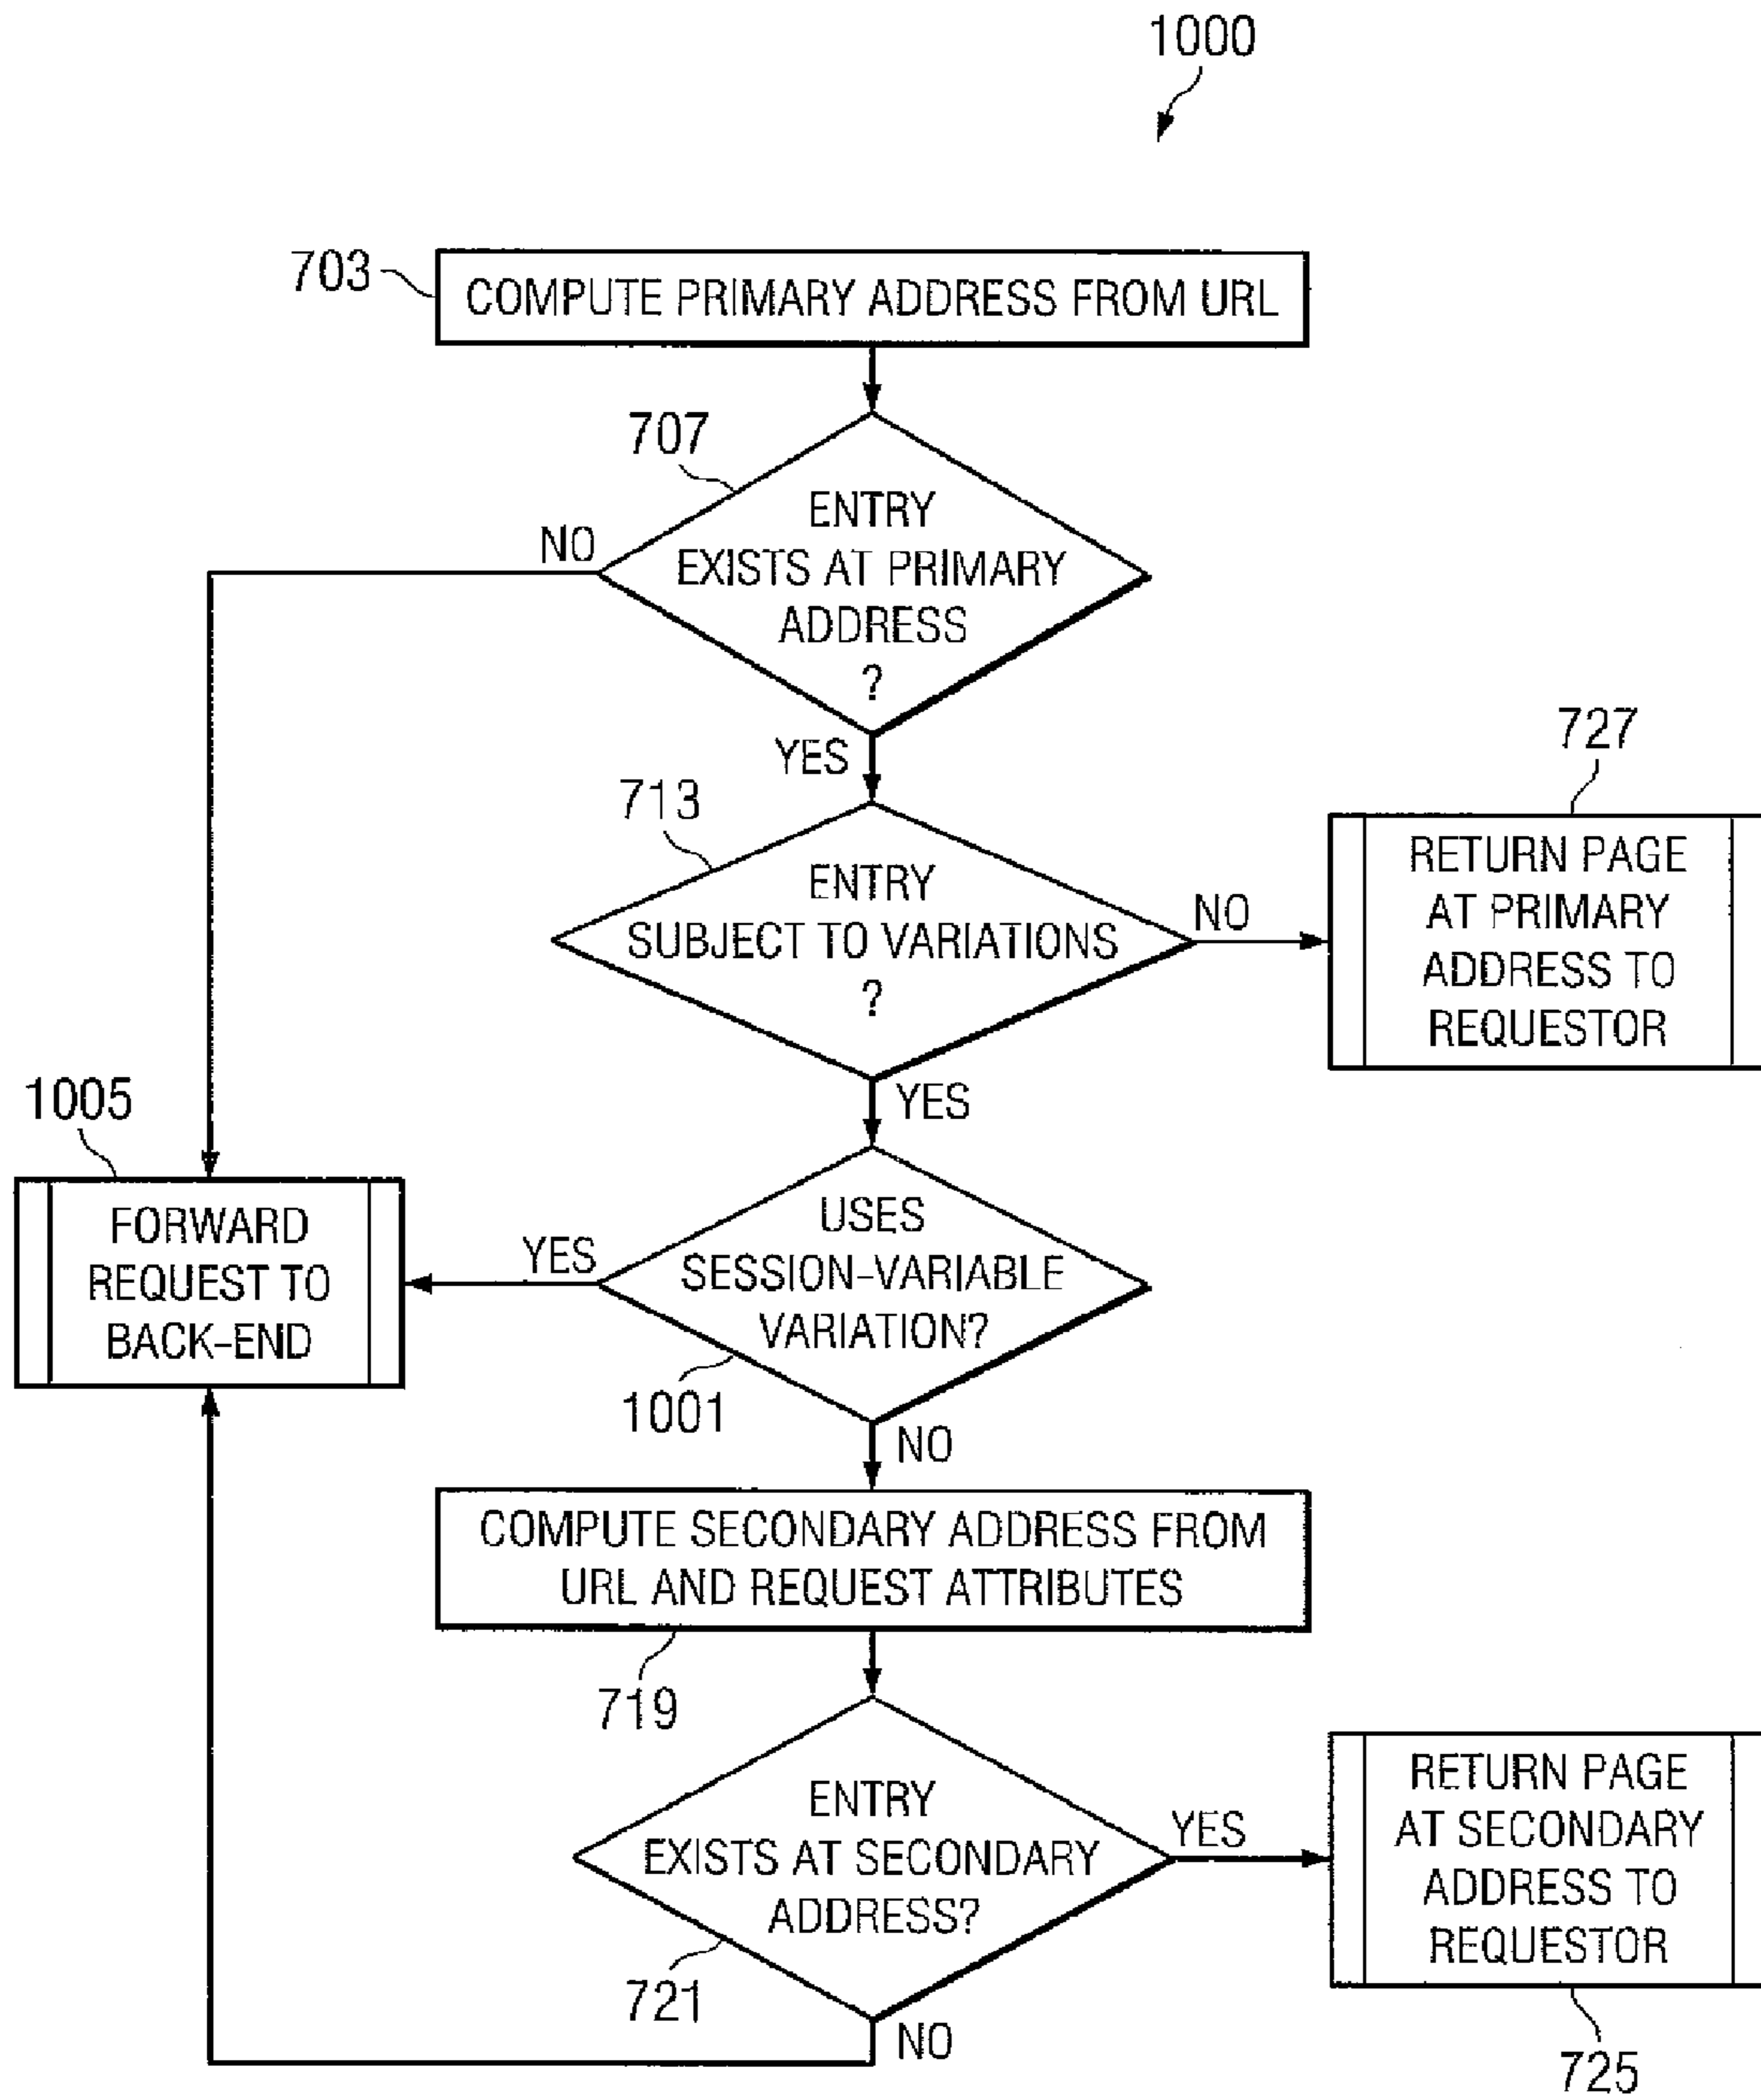 1000
703
COMPUTE PRIMARY ADDRESS FROM URL
707
NO
ENTRY
EXISTS AT PRIMARY
ADDRESS
?
YES
713
ENTRY
SUBJECT TO VARIATIONS
?
NO
727
RETURN PAGE
AT PRIMARY
ADDRESS TO
REQUESTOR
YES
1005
FORWARD
REQUEST TO
BACK-END
YES
USES
SESSION-VARIABLE
VARIATION?
1001
NO
COMPUTE SECONDARY ADDRESS FROM
URL AND REQUEST ATTRIBUTES
719
ENTRY
EXISTS AT SECONDARY
ADDRESS?
721
YES
RETURN PAGE
AT SECONDARY
ADDRESS TO
REQUESTOR
725
NO